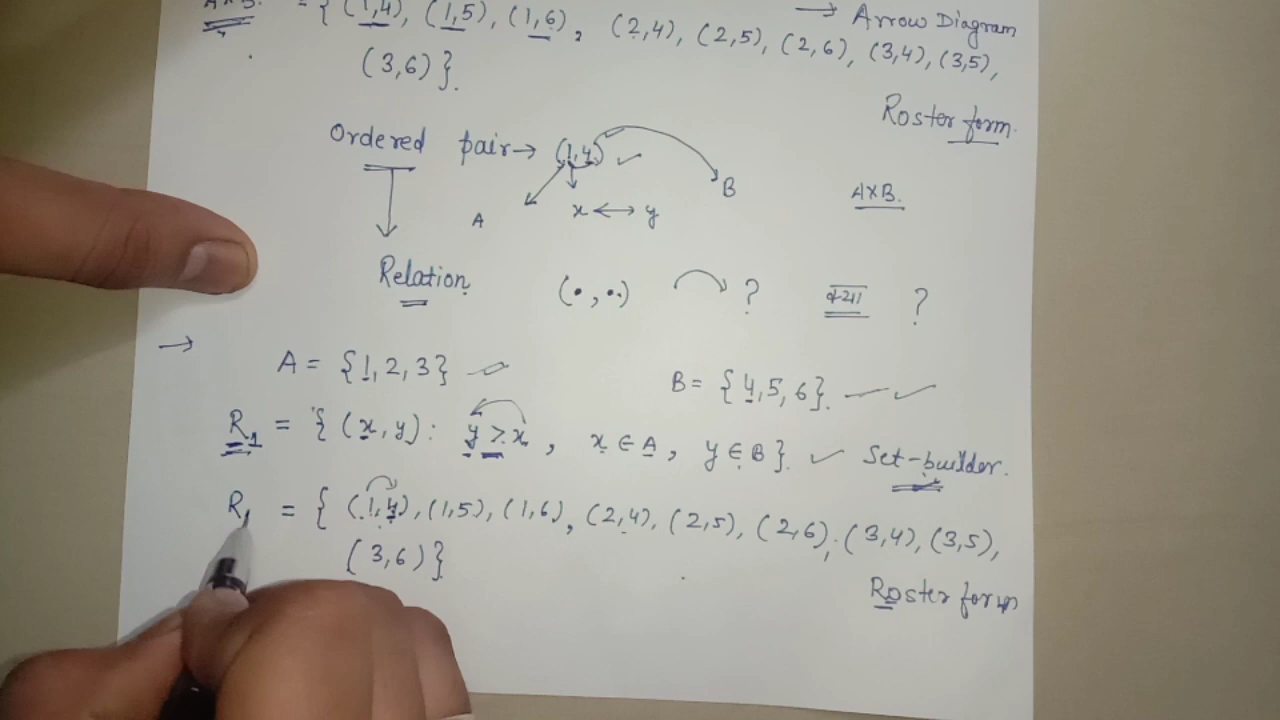 A×B. = { (1,4), (1,5), (1,6), (2,4), (2,5), (2,6), (3,4), (3,5),
→ Arrow Diagram
(3,6) }.
Roster form.
Ordered pair → (1,4) ✓
B
A×B.
A x ↔ y
Relation (•,•) ?
?
→ A = {1, 2, 3}
B = {4, 5, 6}.
R1 = { (x, y) : y > x , x ∈ A , y ∈ B }. ✓ Set-builder.
R1 = { (1,4), (1,5), (1,6), (2,4), (2,5), (2,6), (3,4), (3,5),
(3,6) }
Roster form